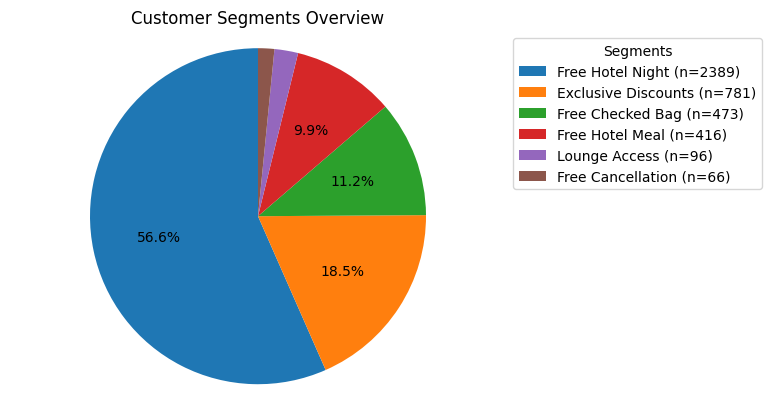 Customer Segments Overview
Segments
Free Hotel Night (n=2389)
Exclusive Discounts (n=781)
Free Checked Bag (n=473)
Free Hotel Meal (n=416)
Lounge Access (n=96)
Free Cancellation (n=66)
9.9%
11.2%
56.6%
18.5%